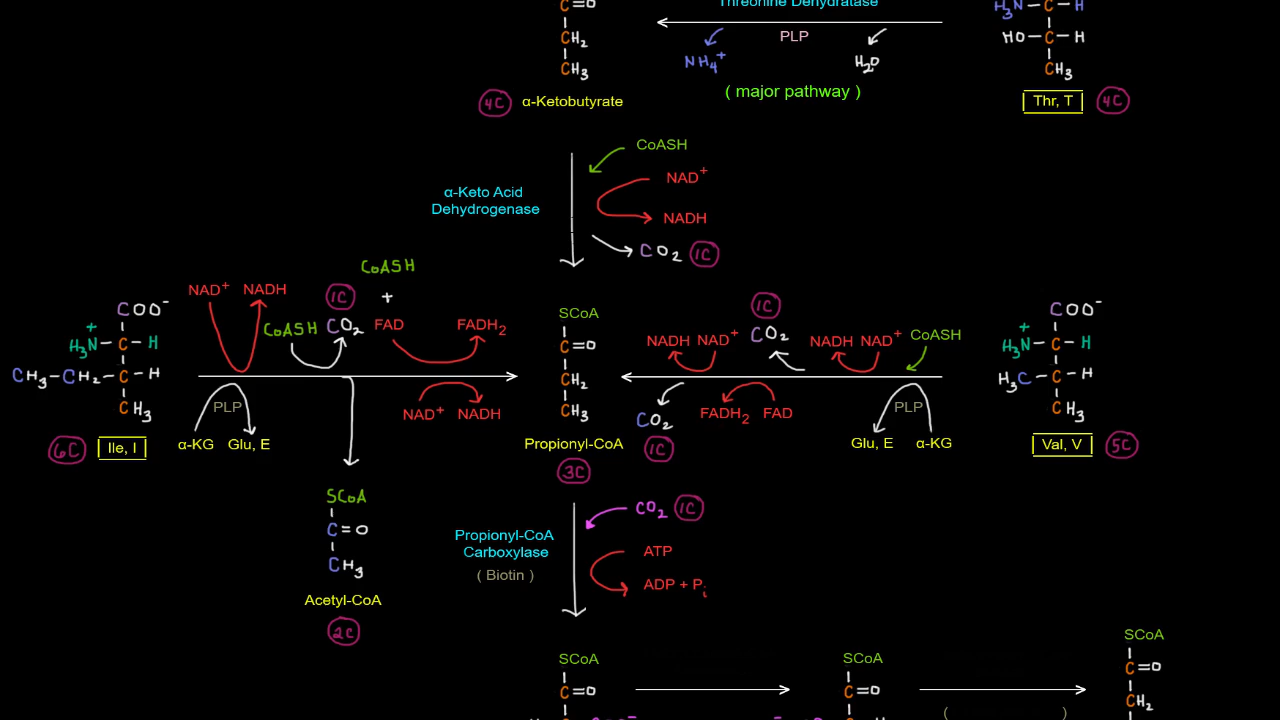 C=O
Threonine Dehydratase
H₃N–C–H
CH₂
PLP
HO–C–H
CH₃
NH₄⁺
H₂O
CH₃
4C
α-Ketobutyrate
( major pathway )
Thr, T
4C
CoASH
NAD⁺
α-Keto Acid
Dehydrogenase
NADH
CO₂
1C
CoASH
+
NAD⁺
NADH
1C
CoASH
CO₂
FAD
FADH₂
COO⁻
+
H₃N–C–H
CH₃–CH₂–C–H
CH₃
PLP
NAD⁺
NADH
6C
Ile, I
α-KG
Glu, E
SCoA
C=O
CH₂
CH₃
Propionyl-CoA
3C
1C
CO₂
NADH
NAD⁺
NADH
NAD⁺
CoASH
CO₂
1C
FADH₂
FAD
PLP
Glu, E
α-KG
COO⁻
+
H₃N–C–H
H₃C–C–H
CH₃
Val, V
5C
SCoA
C=O
CH₃
Acetyl-CoA
2C
Propionyl-CoA
Carboxylase
( Biotin )
CO₂
1C
ATP
ADP + Pᵢ
SCoA
C=O
SCoA
C=O
SCoA
C=O
CH₂